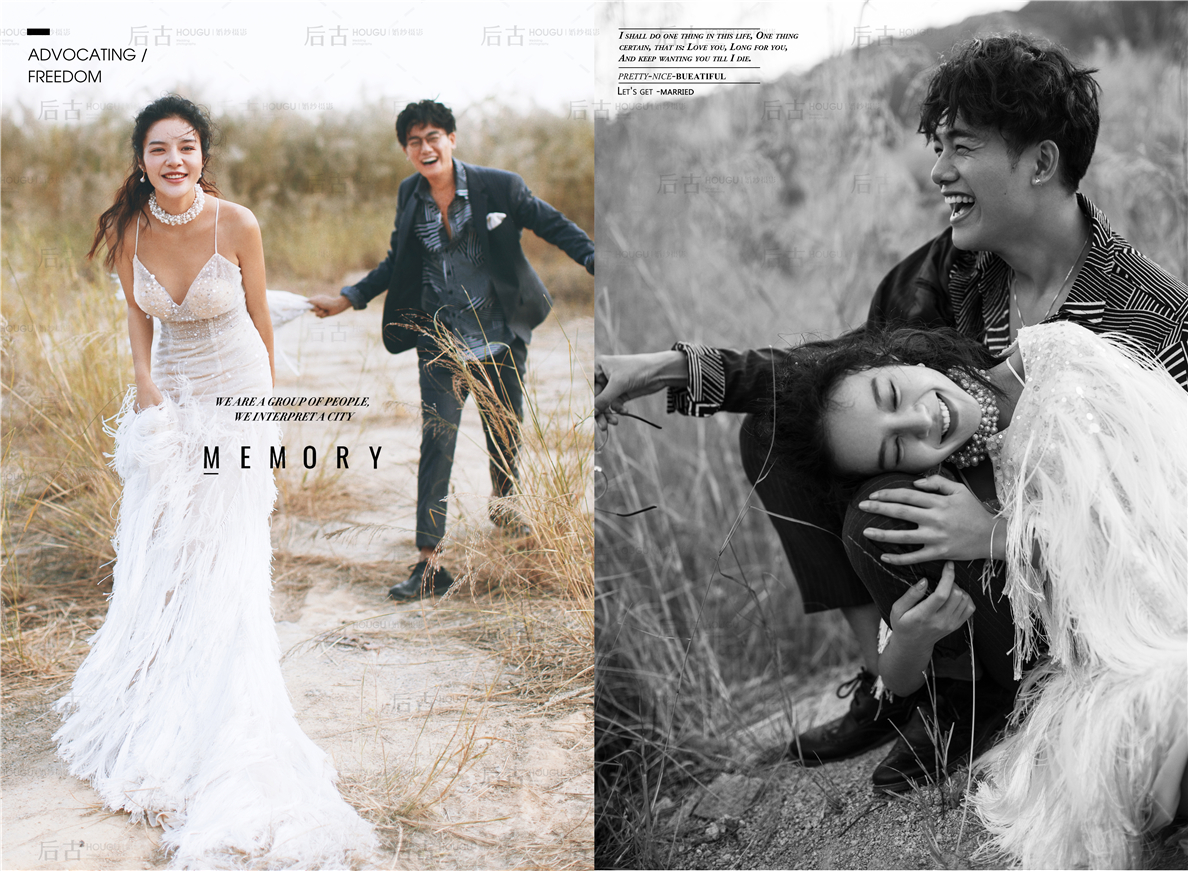 ADVOCATING /
FREEDOM
WE ARE A GROUP OF PEOPLE,
WE INTERPRET A CITY
MEMORY
I SHALL DO ONE THING IN THIS LIFE, ONE THING
CERTAIN, THAT IS: LOVE YOU, LONG FOR YOU,
AND KEEP WANTING YOU TILL I DIE.
PRETTY-NICE-BUEATIFUL
LET'S GET -MARRIED
后古 HOUGU